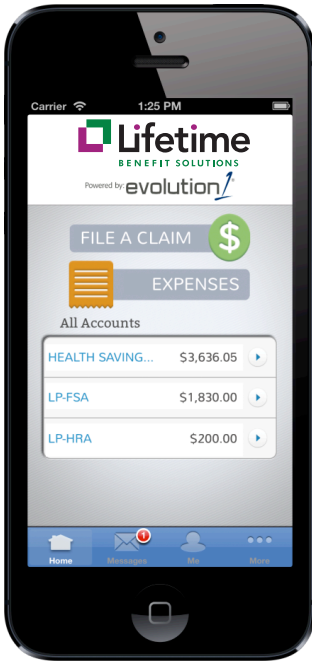 Carrier 1:25 PM
Lifetime
BENEFIT SOLUTIONS
Powered by: evolution1
FILE A CLAIM $
EXPENSES
All Accounts
HEALTH SAVING... $3,636.05
LP-FSA $1,830.00
LP-HRA $200.00
1
Home Messages Me More